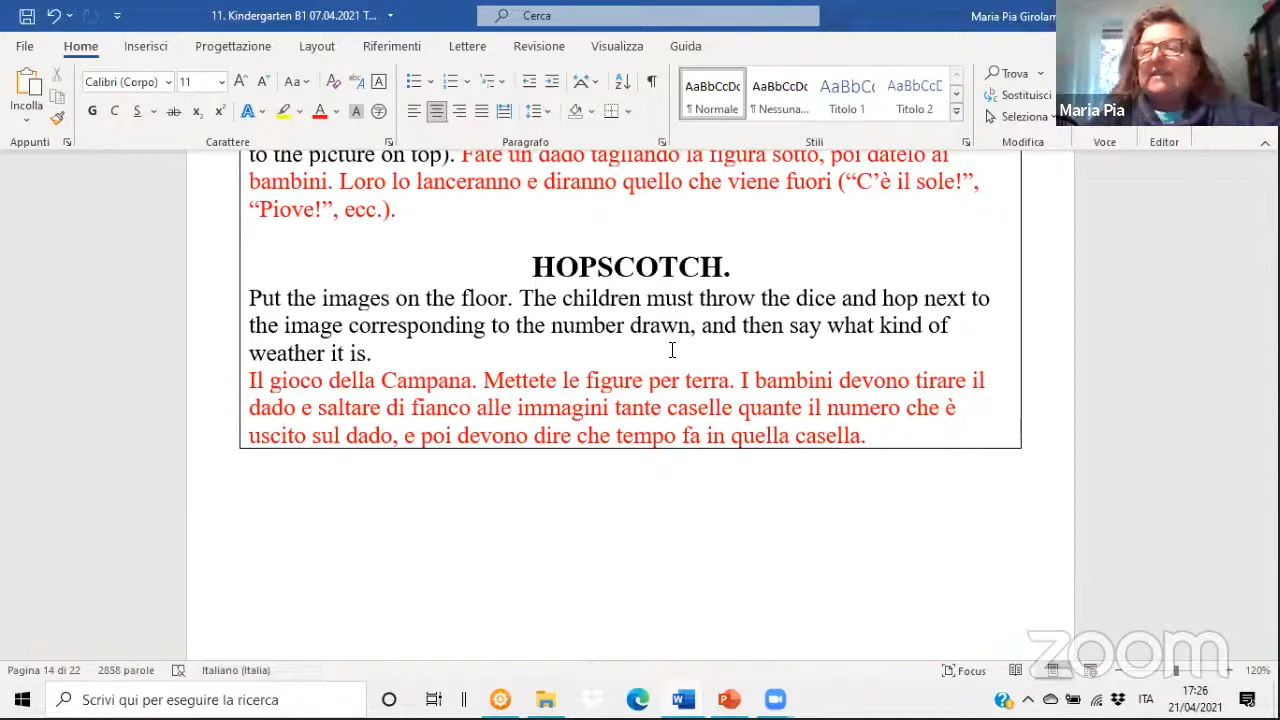 11. Kindergarten B1 07.04.2021 T...
Cerca
Maria Pia Girolam
File Home Inserisci Progettazione Layout Riferimenti Lettere Revisione Visualizza Guida
Incolla
Calibri (Corpo) 11
Aa
G C S ab x₂ x² A A A
AaBbCcDc AaBbCcDc AaBbCc AaBbCcD
¶ Normale ¶ Nessuna... Titolo 1 Titolo 2
Trova
Sostituisci
Seleziona
Maria Pia
Appunti Carattere Paragrafo Stili Modifica Voce Editor
to the picture on top). Fate un dado tagliando la figura sotto, poi datelo ai
bambini. Loro lo lanceranno e diranno quello che viene fuori (“C’è il sole!”,
“Piove!”, ecc.).
HOPSCOTCH.
Put the images on the floor. The children must throw the dice and hop next to
the image corresponding to the number drawn, and then say what kind of
weather it is.
Il gioco della Campana. Mettete le figure per terra. I bambini devono tirare il
dado e saltare di fianco alle immagini tante caselle quante il numero che è
uscito sul dado, e poi devono dire che tempo fa in quella casella.
zoom
Pagina 14 di 22 2858 parole Italiano (Italia) Focus 120%
Scrivi qui per eseguire la ricerca
ITA
17:26
21/04/2021